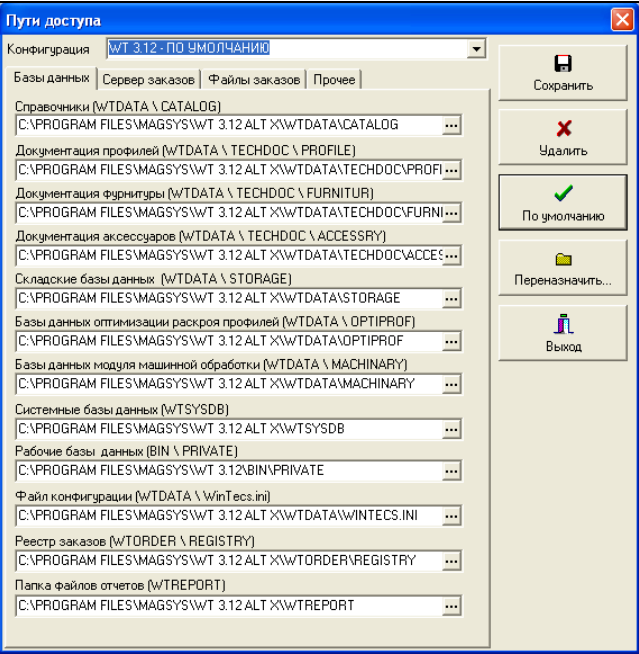 Пути доступа
Конфигурация WT 3.12 - ПО УМОЛЧАНИЮ
Базы данных Сервер заказов Файлы заказов Прочее
Справочники (WTDATA \ CATALOG)
C:\PROGRAM FILES\MAGSYS\WT 3.12 ALT X\WTDATA\CATALOG ...
Документация профилей (WTDATA \ TECHDOC \ PROFILE)
C:\PROGRAM FILES\MAGSYS\WT 3.12 ALT X\WTDATA\TECHDOC\PROFI ...
Документация фурнитуры (WTDATA \ TECHDOC \ FURNITUR)
C:\PROGRAM FILES\MAGSYS\WT 3.12 ALT X\WTDATA\TECHDOC\FURNI ...
Документация аксессуаров (WTDATA \ TECHDOC \ ACCESSRY)
C:\PROGRAM FILES\MAGSYS\WT 3.12 ALT X\WTDATA\TECHDOC\ACCES ...
Складские базы данных (WTDATA \ STORAGE)
C:\PROGRAM FILES\MAGSYS\WT 3.12 ALT X\WTDATA\STORAGE ...
Базы данных оптимизации раскроя профилей (WTDATA \ OPTIPROF)
C:\PROGRAM FILES\MAGSYS\WT 3.12 ALT X\WTDATA\OPTIPROF ...
Базы данных модуля машинной обработки (WTDATA \ MACHINARY)
C:\PROGRAM FILES\MAGSYS\WT 3.12 ALT X\WTDATA\MACHINARY ...
Системные базы данных (WTSYSDB)
C:\PROGRAM FILES\MAGSYS\WT 3.12 ALT X\WTSYSDB ...
Рабочие базы данных (BIN \ PRIVATE)
C:\PROGRAM FILES\MAGSYS\WT 3.12\BIN\PRIVATE ...
Файл конфигурации (WTDATA \ WinTecs.ini)
C:\PROGRAM FILES\MAGSYS\WT 3.12 ALT X\WTDATA\WINTECS.INI ...
Реестр заказов (WTORDER \ REGISTRY)
C:\PROGRAM FILES\MAGSYS\WT 3.12 ALT X\WTORDER\REGISTRY ...
Папка файлов отчетов (WTREPORT)
C:\PROGRAM FILES\MAGSYS\WT 3.12 ALT X\WTREPORT ...
Сохранить
Удалить
По умолчанию
Переназначить...
Выход